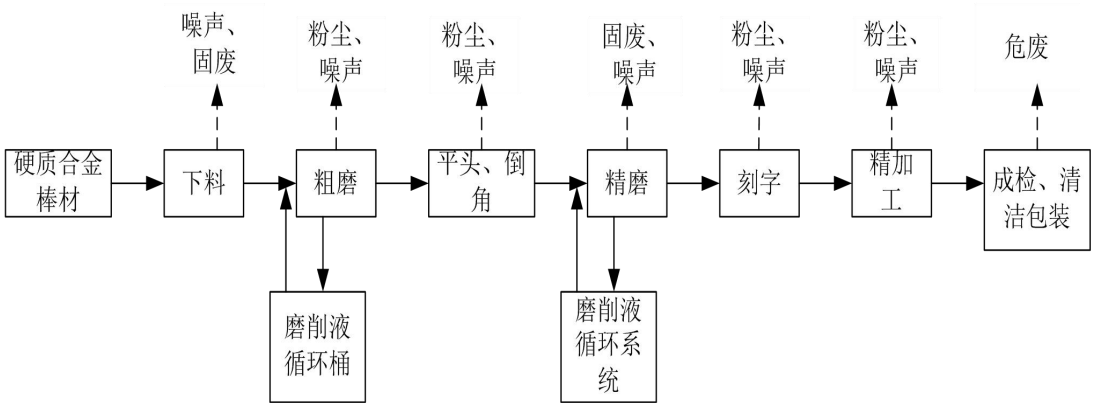 噪声、
固废
粉尘、
噪声
粉尘、
噪声
固废、
噪声
粉尘、
噪声
粉尘、
噪声
危废
硬质合金
棒材
下料
粗磨
平头、倒
角
精磨
刻字
精加
工
成检、清
洁包装
磨削液
循环桶
磨削液
循环系
统